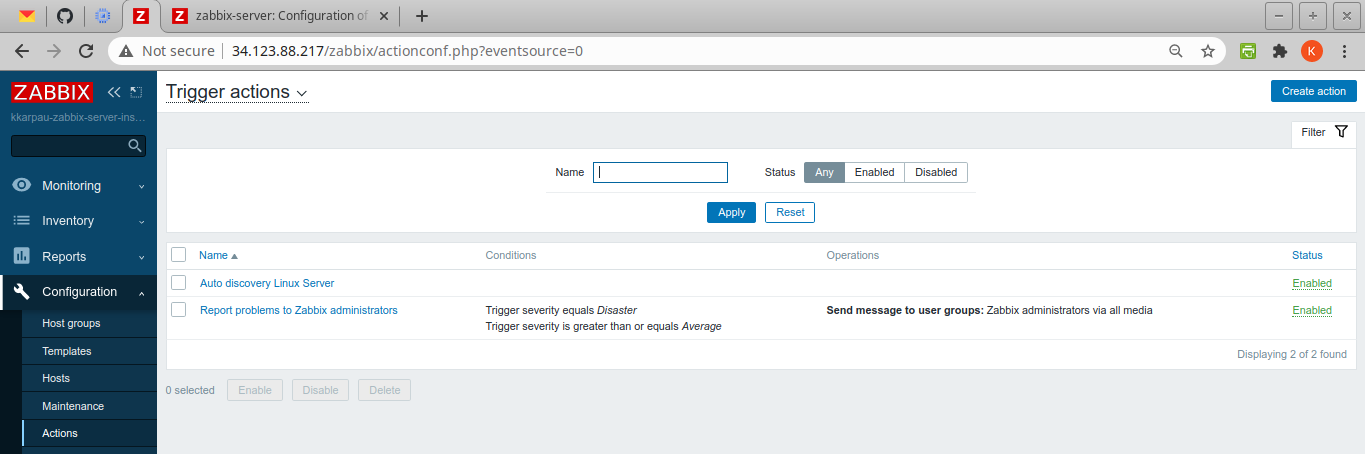 Z
Z zabbix-server: Configuration of
Not secure 34.123.88.217/zabbix/actionconf.php?eventsource=0
K
ZABBIX
kkarpau-zabbix-server-ins...
Monitoring
Inventory
Reports
Configuration
Host groups
Templates
Hosts
Maintenance
Actions
Trigger actions
Create action
Filter
Name
Status Any Enabled Disabled
Apply Reset
Name Conditions Operations Status
Auto discovery Linux Server Enabled
Report problems to Zabbix administrators Trigger severity equals Disaster Send message to user groups: Zabbix administrators via all media Enabled
Trigger severity is greater than or equals Average
Displaying 2 of 2 found
0 selected Enable Disable Delete